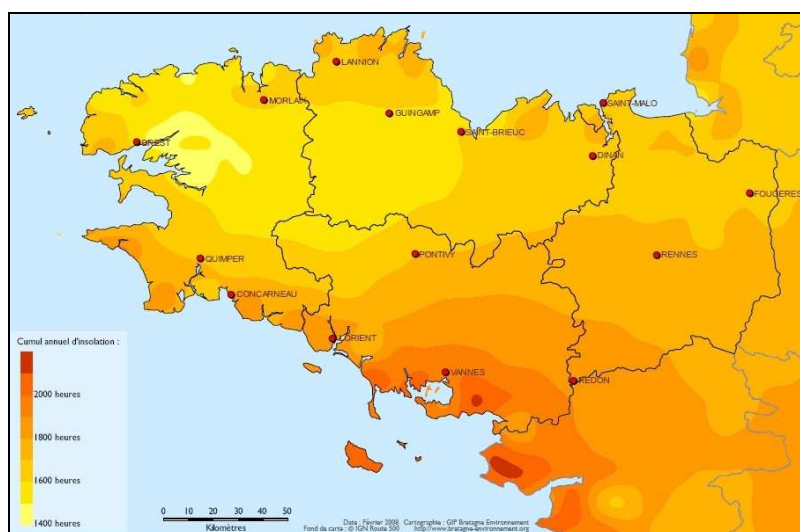 LANNION
MORLAIX
GUINGAMP
SAINT-MALO
SAINT-BRIEUC
BREST
DINAN
FOUGERES
QUIMPER
PONTIVY
RENNES
CONCARNEAU
LORIENT
VANNES
REDON
Cumul annuel d'insolation :
2000 heures
1800 heures
1600 heures
1400 heures
0 10 20 30 40 50
Kilomètres
Date : Février 2008 Cartographie : GIP Bretagne Environnement
Fond de carte : © IGN Route 500 http://www.bretagne-environnement.org